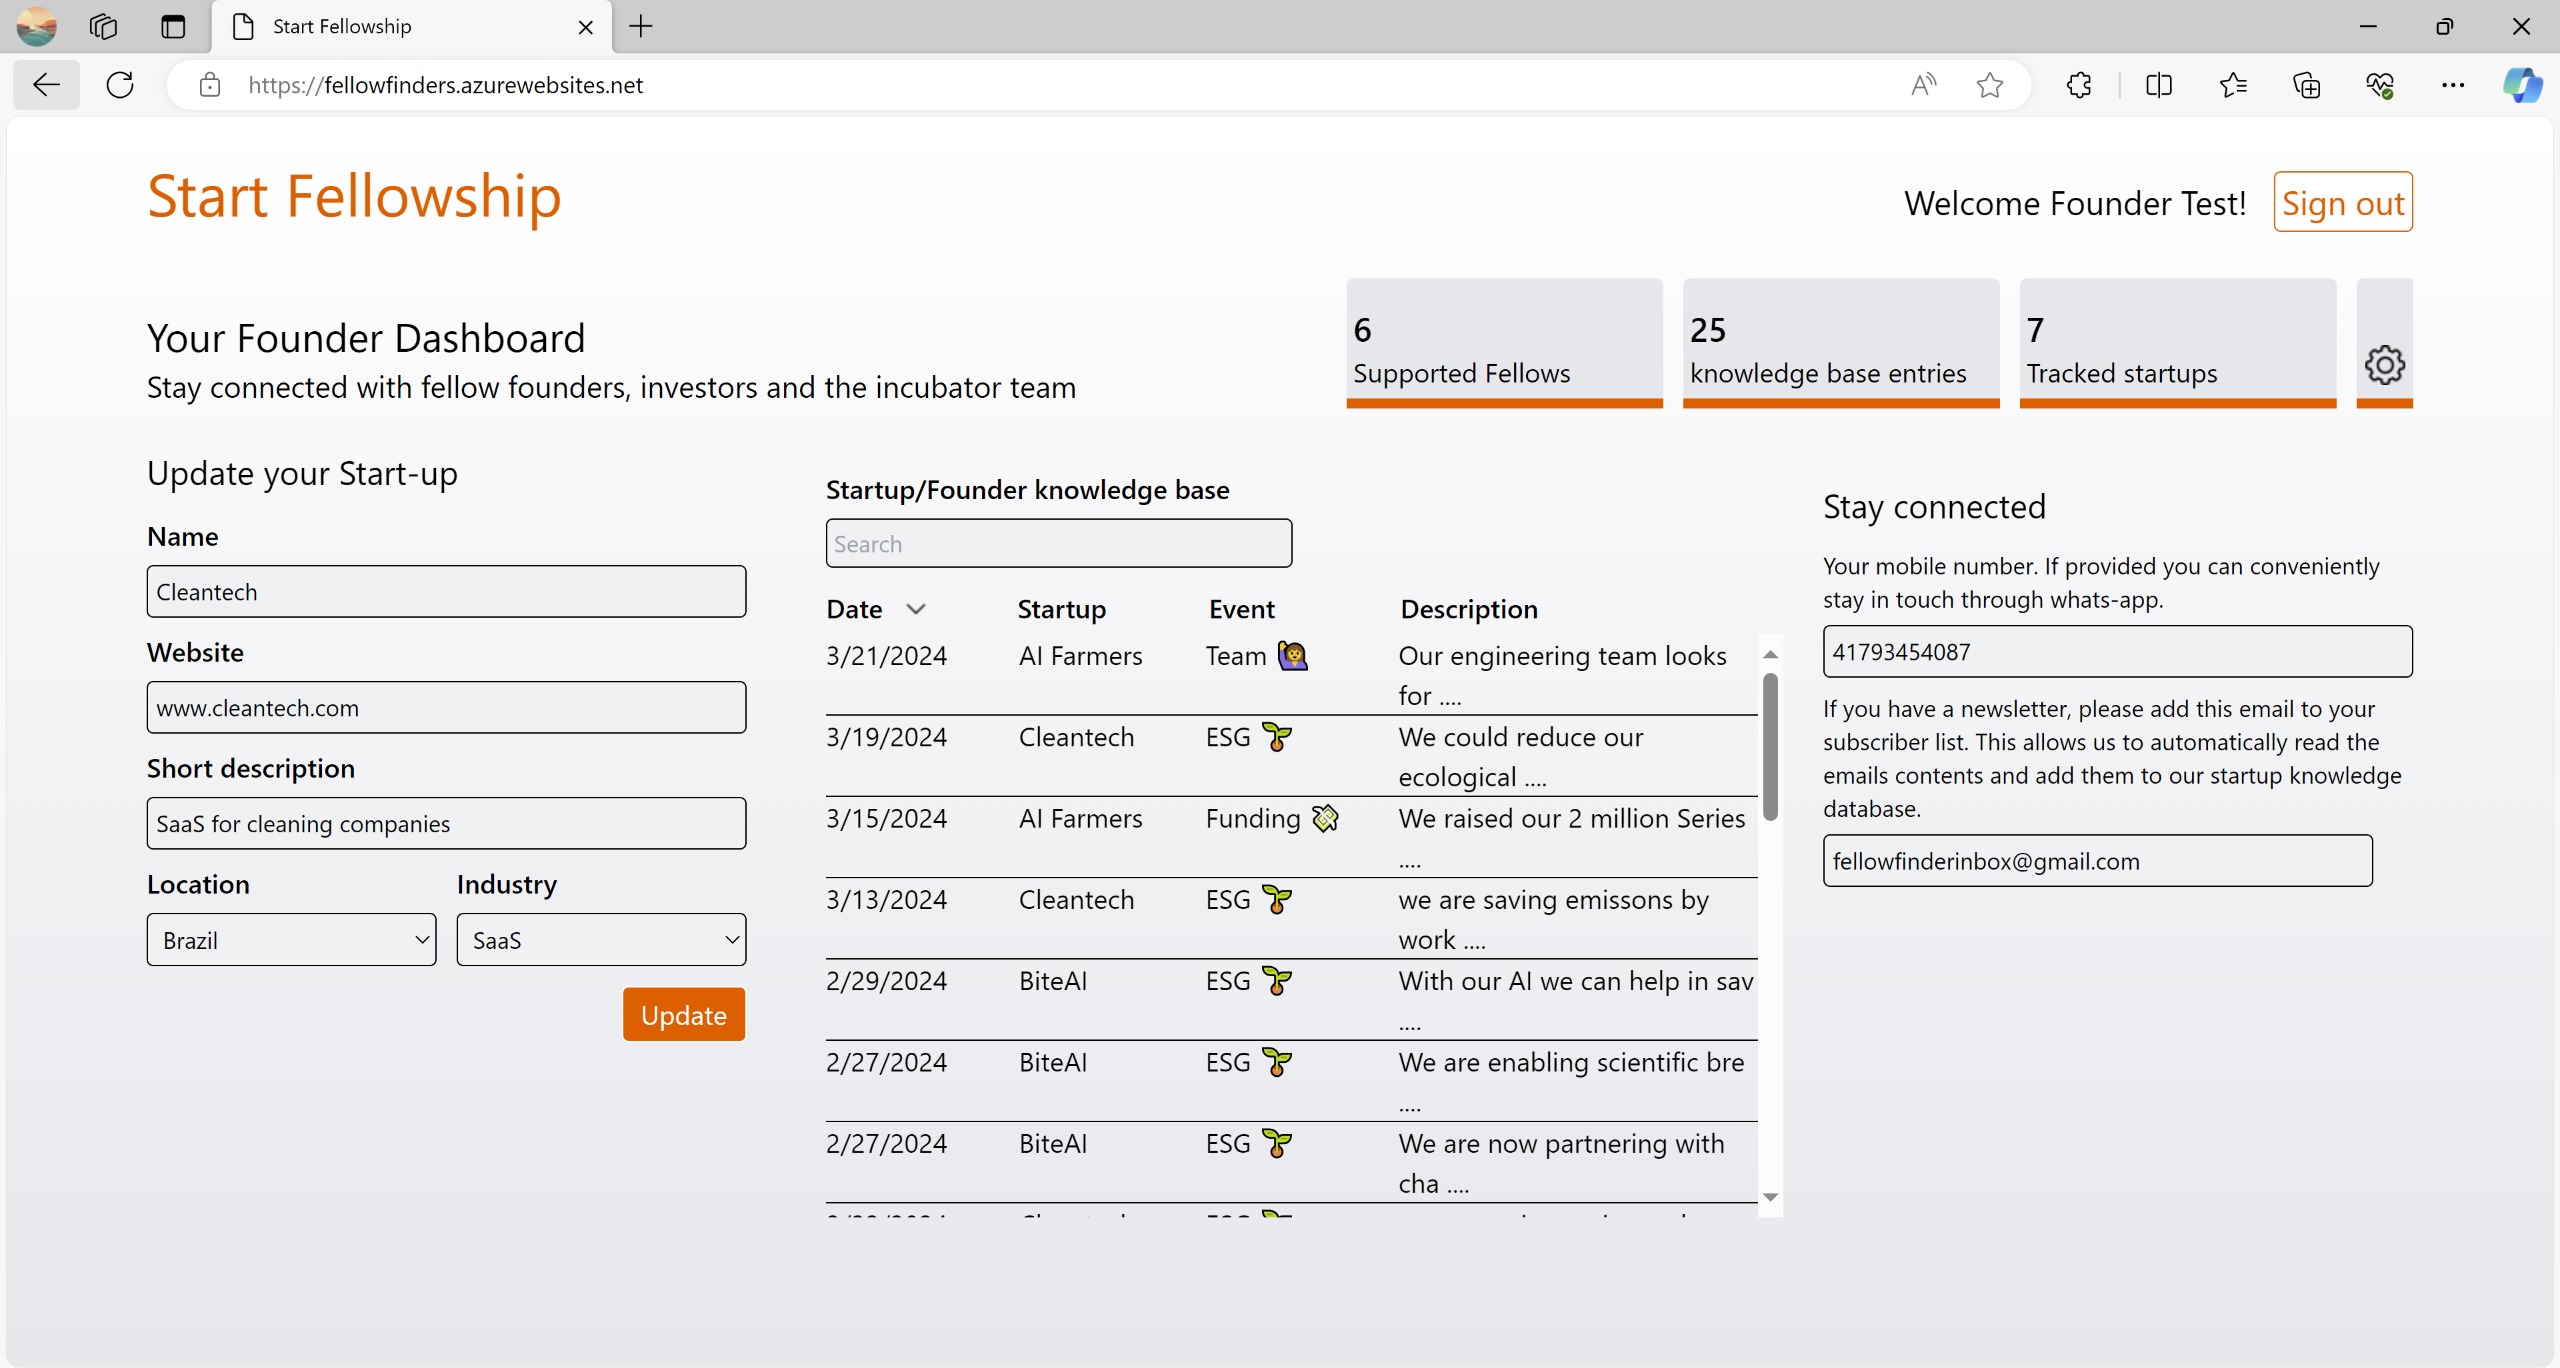 Start Fellowship
https://fellowfinders.azurewebsites.net
Start Fellowship
Welcome Founder Test!
Sign out
Your Founder Dashboard
Stay connected with fellow founders, investors and the incubator team
6
Supported Fellows
25
knowledge base entries
7
Tracked startups
Update your Start-up
Name
Cleantech
Website
www.cleantech.com
Short description
SaaS for cleaning companies
Location Industry
Brazil SaaS
Update
Startup/Founder knowledge base
Search
Date Startup Event Description
3/21/2024 AI Farmers Team 🙋 Our engineering team looks
for ....
3/19/2024 Cleantech ESG 🌱 We could reduce our
ecological ....
3/15/2024 AI Farmers Funding 💸 We raised our 2 million Series
....
3/13/2024 Cleantech ESG 🌱 we are saving emissons by
work ....
2/29/2024 BiteAI ESG 🌱 With our AI we can help in sav
....
2/27/2024 BiteAI ESG 🌱 We are enabling scientific bre
....
2/27/2024 BiteAI ESG 🌱 We are now partnering with
cha ....
Stay connected
Your mobile number. If provided you can conveniently
stay in touch through whats-app.
41793454087
If you have a newsletter, please add this email to your
subscriber list. This allows us to automatically read the
emails contents and add them to our startup knowledge
database.
fellowfinderinbox@gmail.com